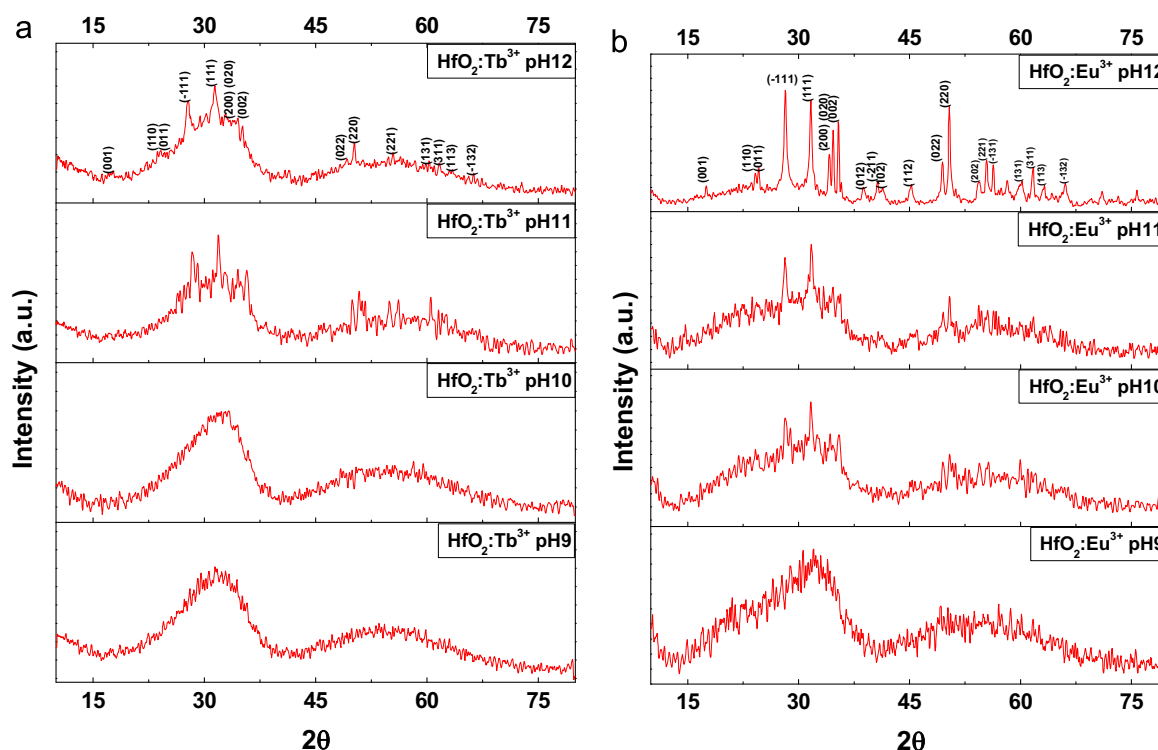 a
15 30 45 60 75
HfO₂:Tb³⁺ pH12
(001)
(110)
(011)
(-111)
(111)
(200) (020)
(002)
(022)
(220)
(221)
(131)
(311)
(113)
(-132)
HfO₂:Tb³⁺ pH11
HfO₂:Tb³⁺ pH10
HfO₂:Tb³⁺ pH9
Intensity (a.u.)
15 30 45 60 75
2θ
b
15 30 45 60 75
HfO₂:Eu³⁺ pH12
(001)
(110)
(011)
(-111)
(111)
(200) (020)
(002)
(012)
(-211)
(102)
(112)
(022)
(220)
(202)
(221)
(-131)
(131)
(311)
(113)
(-132)
HfO₂:Eu³⁺ pH11
HfO₂:Eu³⁺ pH10
HfO₂:Eu³⁺ pH9
Intensity (a.u.)
15 30 45 60 75
2θ